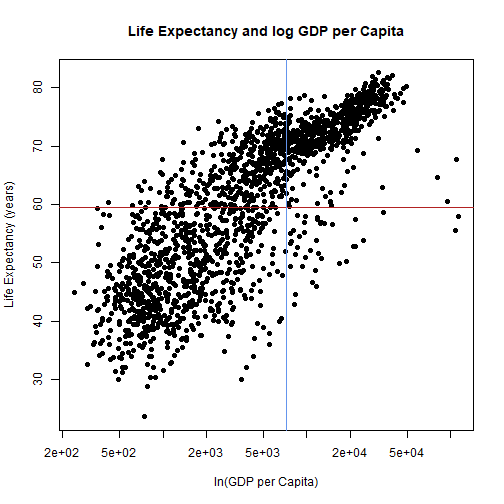 Life Expectancy and log GDP per Capita
Life Expectancy (years)
80
70
60
50
40
30
2e+02 5e+02 2e+03 5e+03 2e+04 5e+04
ln(GDP per Capita)